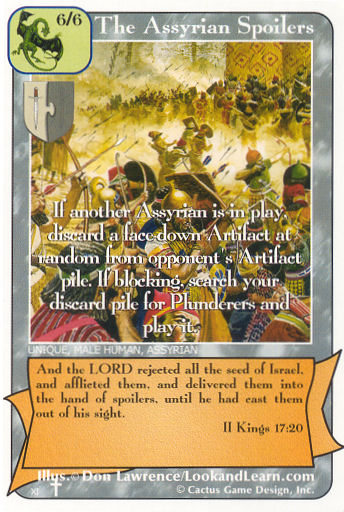 6/6 The Assyrian Spoilers
If another Assyrian is in play,
discard a face-down Artifact at
random from opponent's Artifact
pile. If blocking, search your
discard pile for Plunderers and
play it.
UNIQUE, MALE HUMAN, ASSYRIAN
And the LORD rejected all the seed of Israel,
and afflicted them, and delivered them into
the hand of spoilers, until he had cast them
out of his sight.
II Kings 17:20
Illus. © Don Lawrence/LookandLearn.com
XI © Cactus Game Design, Inc.